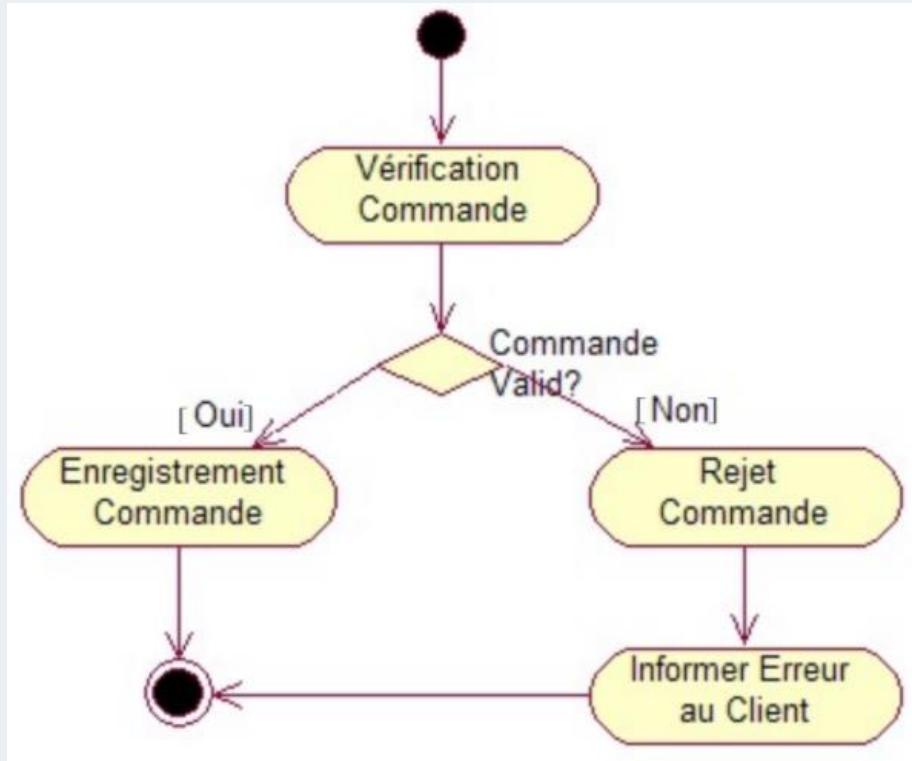 Vérification
Commande
Commande
Valid?
[ Oui]
[ Non]
Enregistrement
Commande
Rejet
Commande
Informer Erreur
au Client